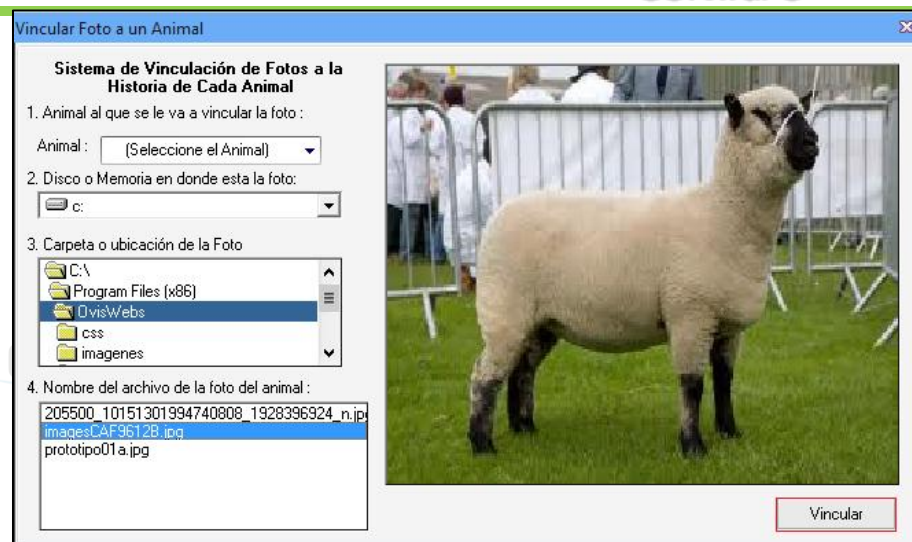 Vincular Foto a un Animal
Sistema de Vinculación de Fotos a la
Historia de Cada Animal
1. Animal al que se le va a vincular la foto :
Animal : (Seleccione el Animal)
2. Disco o Memoria en donde esta la foto:
c:
3. Carpeta o ubicación de la Foto
C:\
Program Files (x86)
OvisWebs
css
imagenes
4. Nombre del archivo de la foto del animal :
205500_10151301994740808_1928396924_n.jp
imagesCAF9612B.jpg
prototipo01a.jpg
Vincular